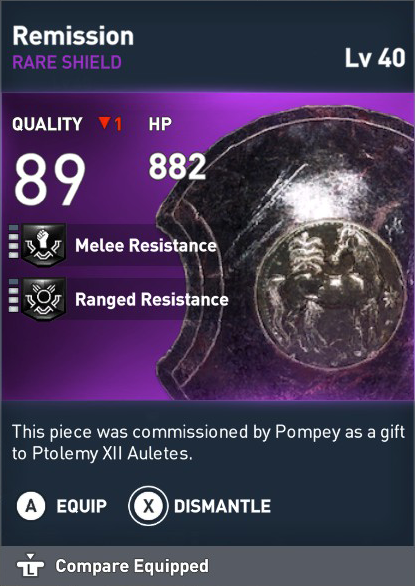 Remission
RARE SHIELD
Lv 40
QUALITY ▼1 HP
89 882
Melee Resistance
Ranged Resistance
This piece was commissioned by Pompey as a gift
to Ptolemy XII Auletes.
A EQUIP X DISMANTLE
L Compare Equipped